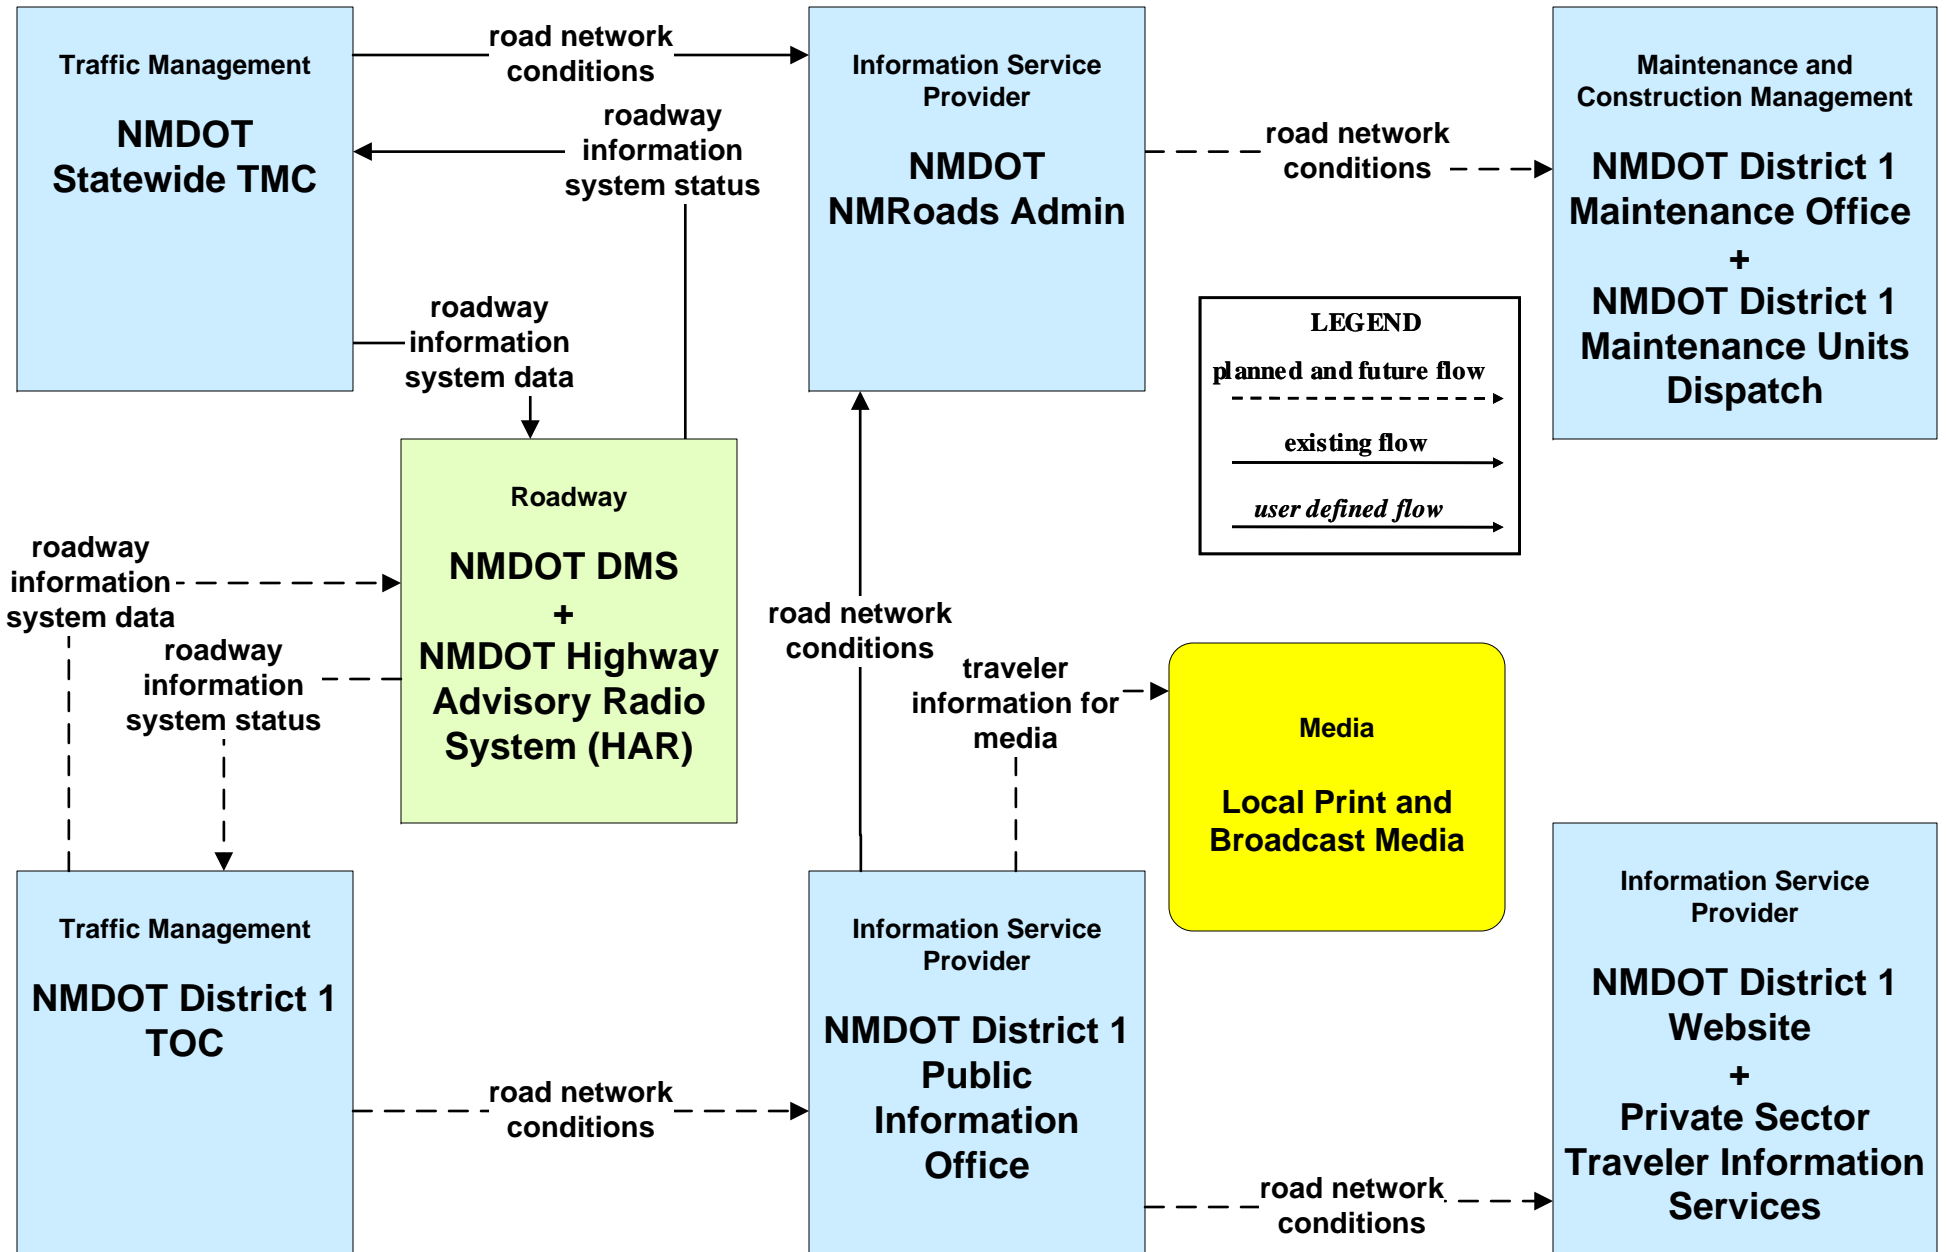 Traffic Management
NMDOT
Statewide TMC
road network
conditions
roadway
information
system status
Information Service
Provider
NMDOT
NMRoads Admin
road network
conditions
Maintenance and
Construction Management
NMDOT District 1
Maintenance Office
+
NMDOT District 1
Maintenance Units
Dispatch
roadway
information
system data
LEGEND
planned and future flow
existing flow
user defined flow
Roadway
NMDOT DMS
+
NMDOT Highway
Advisory Radio
System (HAR)
roadway
information
system data
roadway
information
system status
road network
conditions
traveler
information for
media
Media
Local Print and
Broadcast Media
Traffic Management
NMDOT District 1
TOC
road network
conditions
Information Service
Provider
NMDOT District 1
Public
Information
Office
road network
conditions
Information Service
Provider
NMDOT District 1
Website
+
Private Sector
Traveler Information
Services